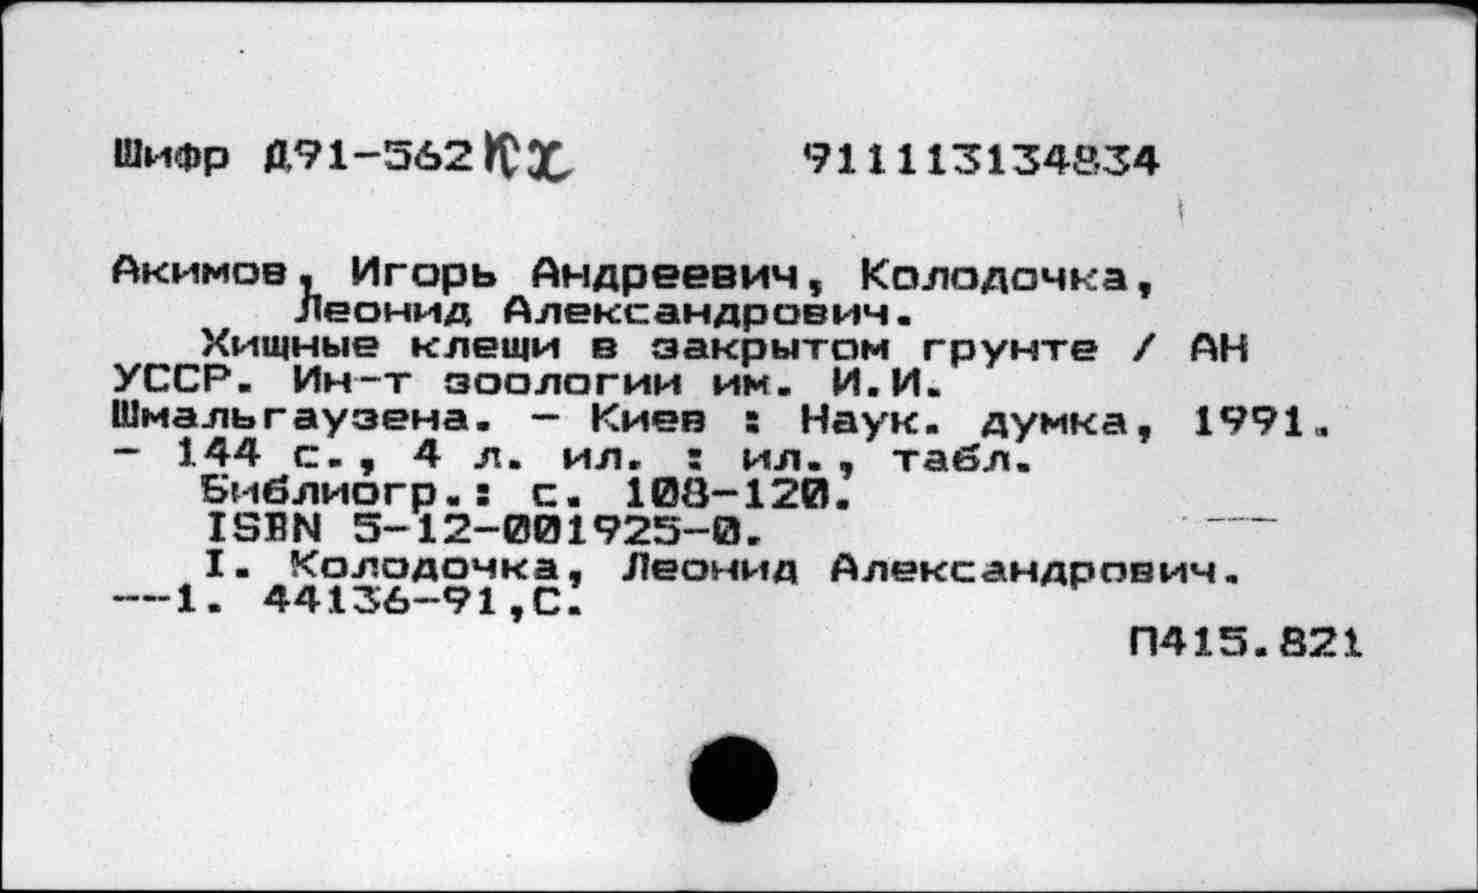 Шифр Д91-562 КХ 911113134834
Акимов, Игорь Андреевич, Колодочка,
Леонид Александрович.
Хищные клещи в закрытом грунте / АН
УССР. Ин-т зоологии им. И.И.
Шмальгаузена. - Киев : Наук. думка, 1991.
- 144 с., 4 л. ил. : ил., табл.
Библиогр.: с. 108-120.
ISBN 5-12-001925-0.
I. Колодочка, Леонид Александрович.
--1. 44136-91,С.
П415.821